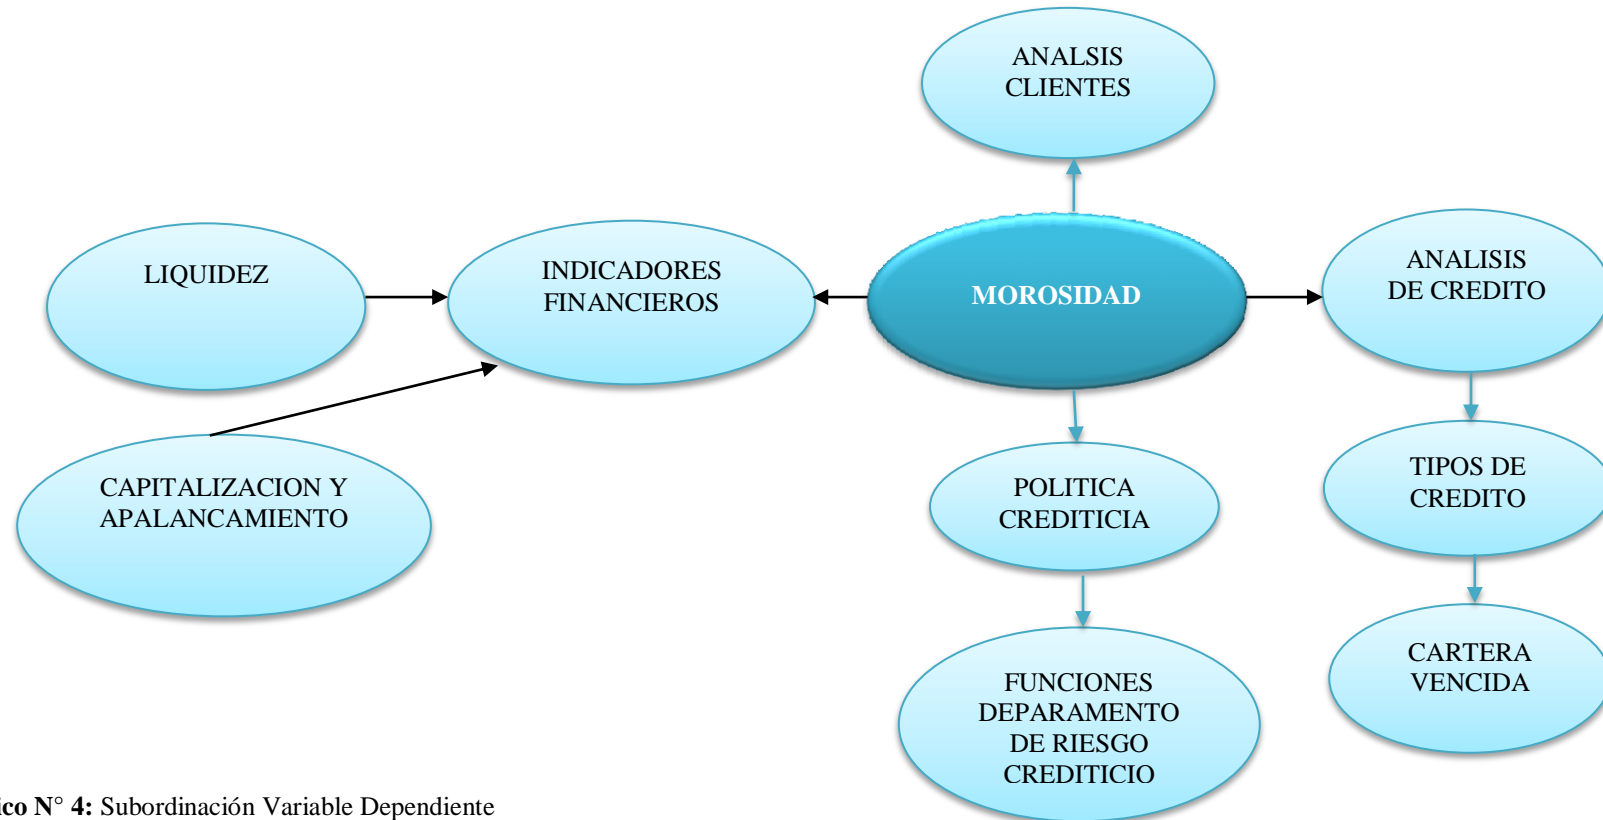 ANALSIS
CLIENTES
LIQUIDEZ
INDICADORES
FINANCIEROS
MOROSIDAD
ANALISIS
DE CREDITO
CAPITALIZACION Y
APALANCAMIENTO
POLITICA
CREDITICIA
TIPOS DE
CREDITO
FUNCIONES
DEPARAMENTO
DE RIESGO
CREDITICIO
CARTERA
VENCIDA
ico N° 4: Subordinación Variable Dependiente